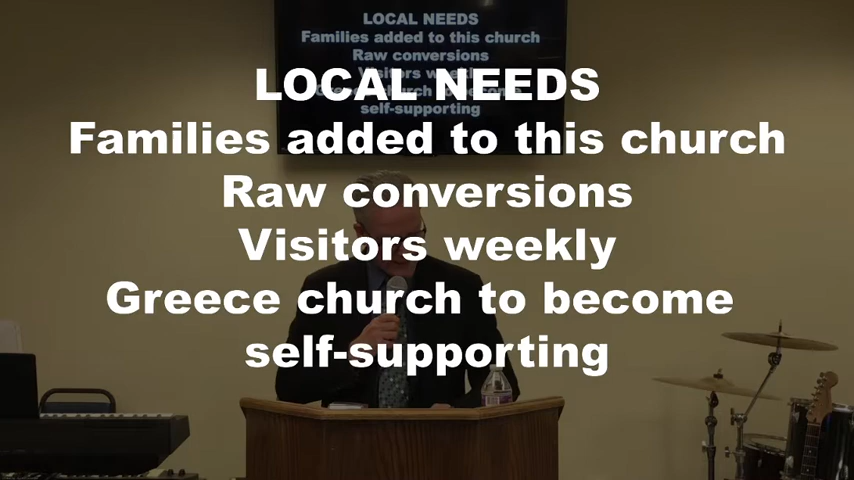 LOCAL NEEDS
Families added to this church
Raw conversions
self-supporting
LOCAL NEEDS
Families added to this church
Raw conversions
Visitors weekly
Greece church to become
self-supporting